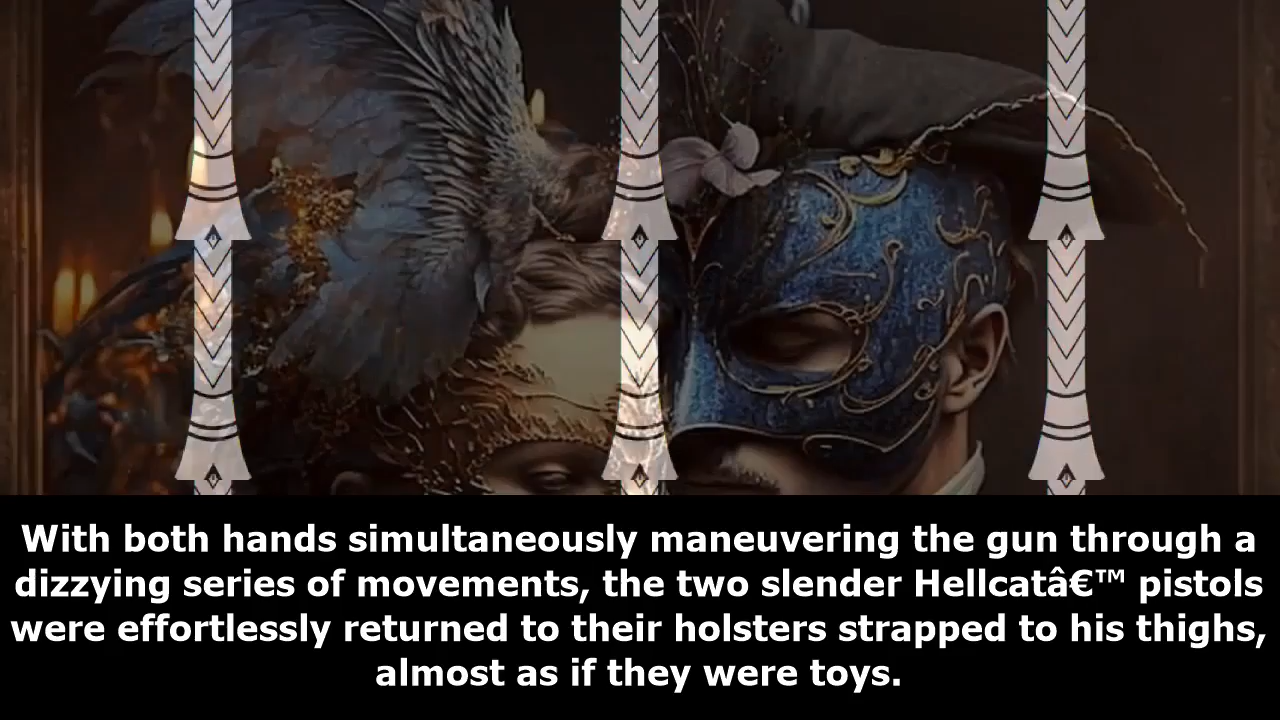 With both hands simultaneously maneuvering the gun through a
dizzying series of movements, the two slender Hellcatâ€™ pistols
were effortlessly returned to their holsters strapped to his thighs,
almost as if they were toys.